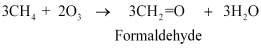 3CH₄ + 2O₃ → 3CH₂=O + 3H₂O
Formaldehyde